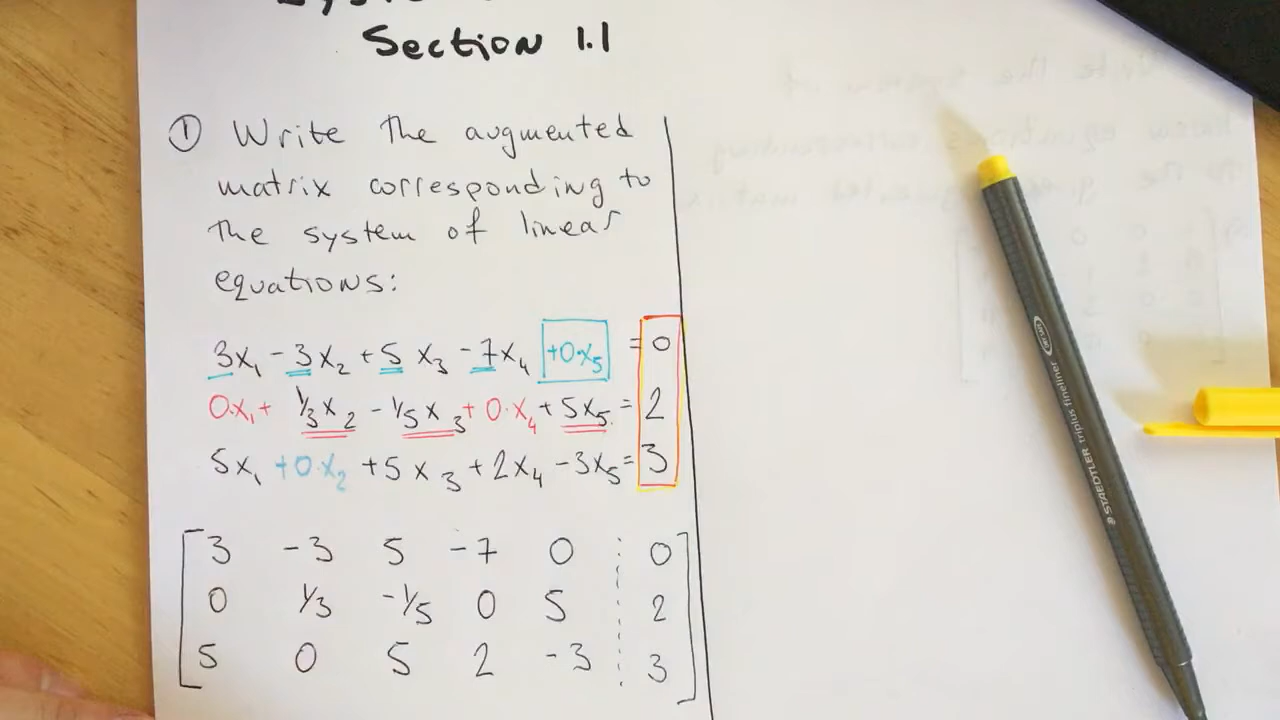 Section 1.1
① Write the augmented
matrix corresponding to
the system of linear
equations:
3x₁ - 3x₂ + 5x₃ - 7x₄ +0·x₅ = 0
0·x₁ + 1/3x₂ - 1/5x₃ + 0·x₄ + 5x₅ = 2
5x₁ +0·x₂ +5x₃ +2x₄ -3x₅ = 3
3 -3 5 -7 0 0
0 1/3 -1/5 0 5 2
5 0 5 2 -3 3
STAEDTLER triplus fineliner